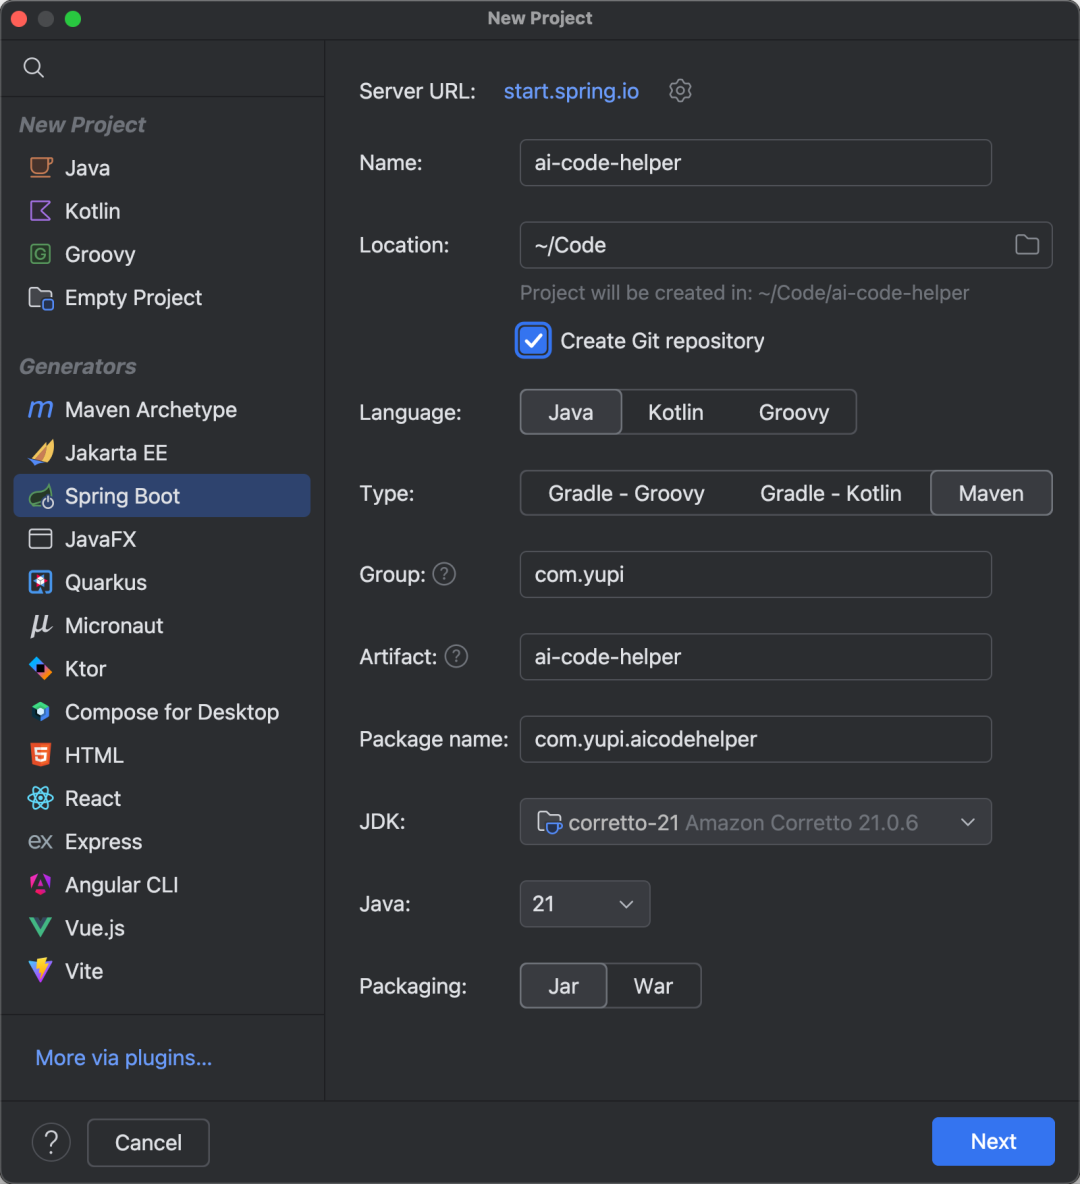 New Project
New Project
Java
Kotlin
G Groovy
Empty Project
Generators
m Maven Archetype
Jakarta EE
Spring Boot
JavaFX
Quarkus
μ Micronaut
Ktor
Compose for Desktop
5 HTML
React
ex Express
Angular CLI
Vue.js
Vite
More via plugins...
Server URL: start.spring.io
Name: ai-code-helper
Location: ~/Code
Project will be created in: ~/Code/ai-code-helper
Create Git repository
Language: Java Kotlin Groovy
Type: Gradle - Groovy Gradle - Kotlin Maven
Group: ? com.yupi
Artifact: ? ai-code-helper
Package name: com.yupi.aicodehelper
JDK: corretto-21 Amazon Corretto 21.0.6
Java: 21
Packaging: Jar War
? Cancel Next